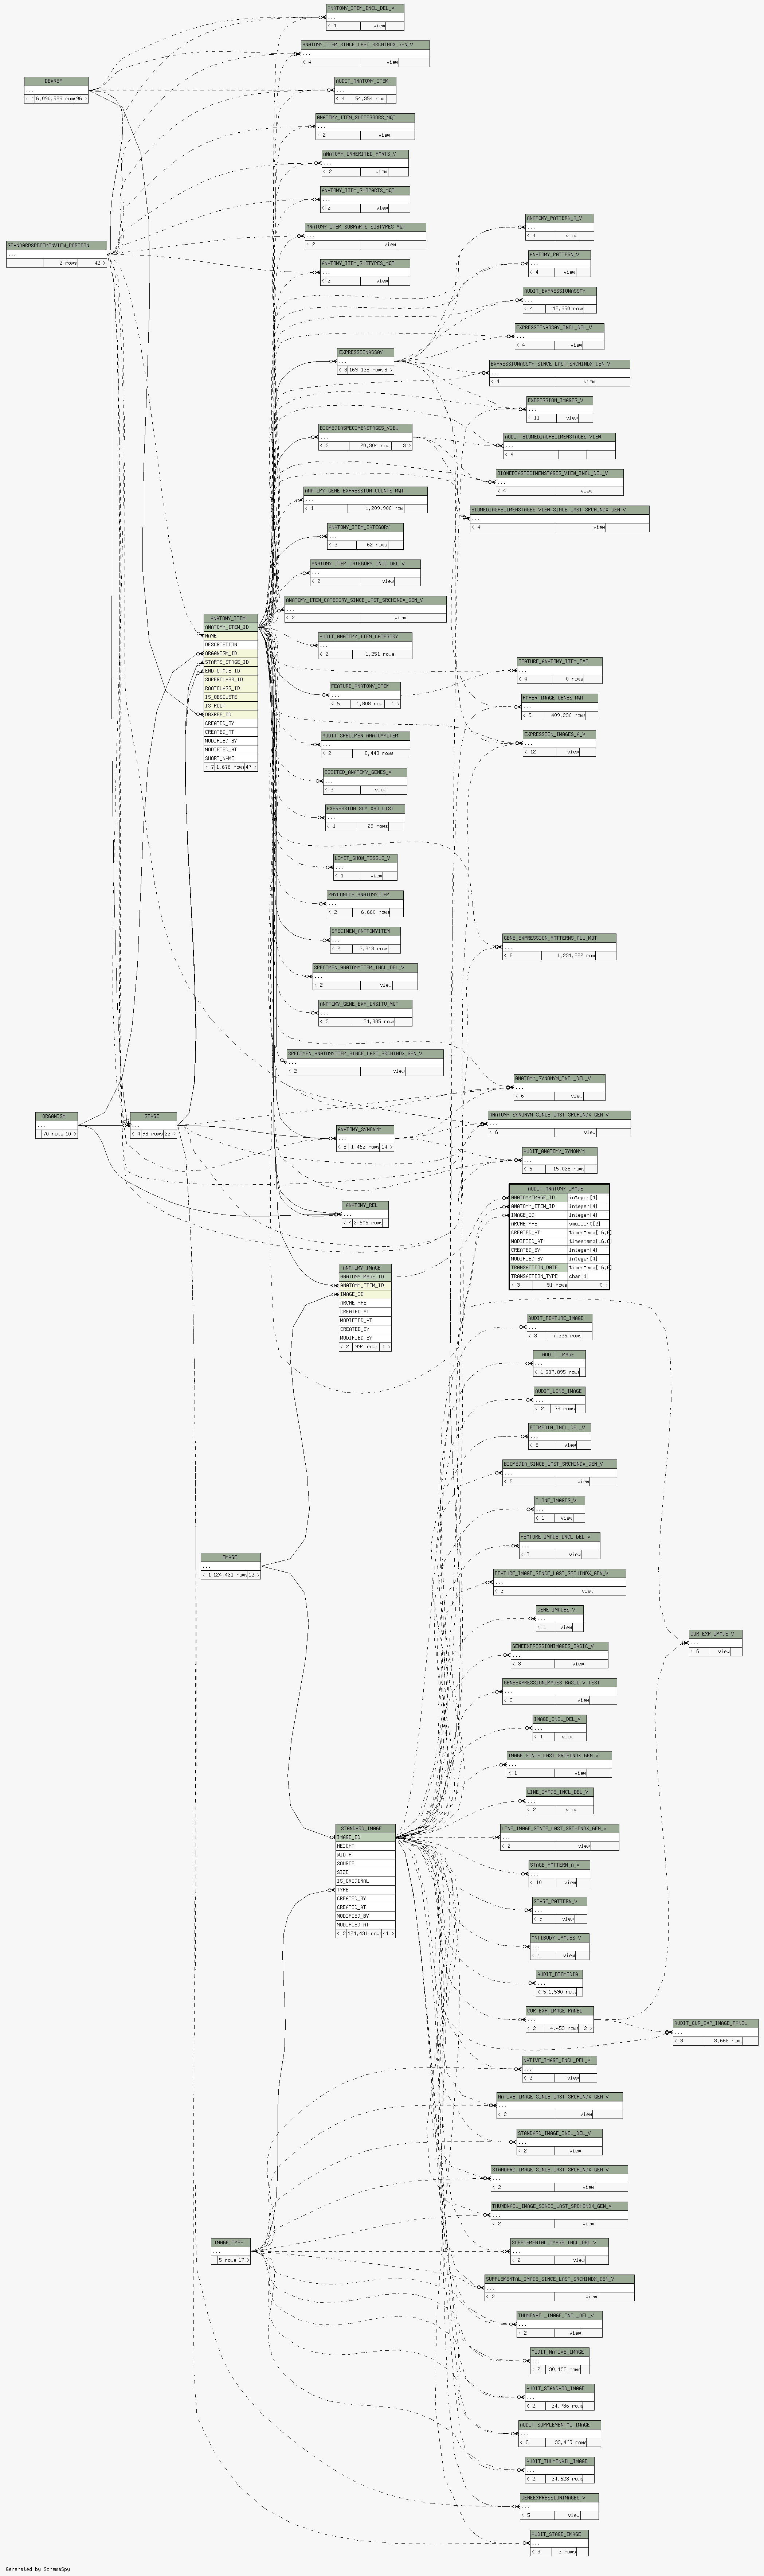 ANATOMY_ITEM_INCL_DEL_V
...
< 4 view
ANATOMY_ITEM_SINCE_LAST_SRCHINDX_GEN_V
...
< 4 view
DBXREF
...
< 1 6,090,986 rows 96 >
AUDIT_ANATOMY_ITEM
...
< 4 54,354 rows
ANATOMY_ITEM_SUCCESSORS_MQT
...
< 2 view
ANATOMY_INHERITED_PARTS_V
...
< 2 view
ANATOMY_ITEM_SUBPARTS_MQT
...
< 2 view
ANATOMY_ITEM_SUBPARTS_SUBTYPES_MQT
...
< 2 view
STANDARDSPECIMENVIEW_PORTION
...
2 rows 42 >
ANATOMY_ITEM_SUBTYPES_MQT
...
< 2 view
ANATOMY_PATTERN_A_V
...
< 4 view
ANATOMY_PATTERN_V
...
< 4 view
AUDIT_EXPRESSIONASSAY
...
< 4 15,650 rows
EXPRESSIONASSAY_INCL_DEL_V
...
< 4 view
EXPRESSIONASSAY
...
< 3 169,135 rows 8 >
EXPRESSIONASSAY_SINCE_LAST_SRCHINDX_GEN_V
...
< 4 view
EXPRESSION_IMAGES_V
...
< 11 view
BIOMEDIASPECIMENSTAGES_VIEW
...
< 3 20,304 rows 3 >
AUDIT_BIOMEDIASPECIMENSTAGES_VIEW
...
< 4
BIOMEDIASPECIMENSTAGES_VIEW_INCL_DEL_V
...
< 4 view
ANATOMY_GENE_EXPRESSION_COUNTS_MQT
...
< 1 1,209,906 row
BIOMEDIASPECIMENSTAGES_VIEW_SINCE_LAST_SRCHINDX_GEN_V
...
< 4 view
ANATOMY_ITEM_CATEGORY
...
< 2 62 rows
ANATOMY_ITEM_CATEGORY_INCL_DEL_V
...
< 2 view
ANATOMY_ITEM_CATEGORY_SINCE_LAST_SRCHINDX_GEN_V
...
< 2 view
ANATOMY_ITEM
ANATOMY_ITEM_ID
NAME
DESCRIPTION
ORGANISM_ID
STARTS_STAGE_ID
END_STAGE_ID
SUPERCLASS_ID
ROOTCLASS_ID
IS_OBSOLETE
IS_ROOT
DBXREF_ID
CREATED_BY
CREATED_AT
MODIFIED_BY
MODIFIED_AT
SHORT_NAME
< 7 1,676 rows 47 >
AUDIT_ANATOMY_ITEM_CATEGORY
...
< 2 1,251 rows
FEATURE_ANATOMY_ITEM
...
< 5 1,808 rows 1 >
FEATURE_ANATOMY_ITEM_EXC
...
< 4 0 rows
PAPER_IMAGE_GENES_MQT
...
< 9 409,236 rows
AUDIT_SPECIMEN_ANATOMYITEM
...
< 2 8,443 rows
EXPRESSION_IMAGES_A_V
...
< 12 view
COCITED_ANATOMY_GENES_V
...
< 2 view
EXPRESSION_SUM_AAO_LIST
...
< 1 29 rows
LIMIT_SHOW_TISSUE_V
...
< 1 view
PHYLONODE_ANATOMYITEM
...
< 2 6,660 rows
SPECIMEN_ANATOMYITEM
...
< 2 2,313 rows
GENE_EXPRESSION_PATTERNS_ALL_MQT
...
< 8 1,231,522 row
SPECIMEN_ANATOMYITEM_INCL_DEL_V
...
< 2 view
ANATOMY_GENE_EXP_INSITU_MQT
...
< 3 24,985 rows
SPECIMEN_ANATOMYITEM_SINCE_LAST_SRCHINDX_GEN_V
...
< 2 view
ANATOMY_SYNONYM_INCL_DEL_V
...
< 6 view
ORGANISM
...
70 rows 10 >
STAGE
...
< 4 98 rows 22 >
ANATOMY_SYNONYM
...
< 5 1,462 rows 14 >
ANATOMY_SYNONYM_SINCE_LAST_SRCHINDX_GEN_V
...
< 6 view
AUDIT_ANATOMY_SYNONYM
...
< 6 15,028 rows
ANATOMY_REL
...
< 4 3,606 rows
AUDIT_ANATOMY_IMAGE
ANATOMYIMAGE_ID integer[4]
ANATOMY_ITEM_ID integer[4]
IMAGE_ID integer[4]
ARCHETYPE smallint[2]
CREATED_AT timestamp[16,6]
MODIFIED_AT timestamp[16,6]
CREATED_BY integer[4]
MODIFIED_BY integer[4]
TRANSACTION_DATE timestamp[16,6]
TRANSACTION_TYPE char[1]
< 3 91 rows 0 >
ANATOMY_IMAGE
ANATOMYIMAGE_ID
ANATOMY_ITEM_ID
IMAGE_ID
ARCHETYPE
CREATED_AT
MODIFIED_AT
CREATED_BY
MODIFIED_BY
< 2 994 rows 1 >
AUDIT_FEATURE_IMAGE
...
< 3 7,226 rows
AUDIT_IMAGE
...
< 1 587,895 rows
AUDIT_LINE_IMAGE
...
< 2 78 rows
BIOMEDIA_INCL_DEL_V
...
< 5 view
BIOMEDIA_SINCE_LAST_SRCHINDX_GEN_V
...
< 5 view
CLONE_IMAGES_V
...
< 1 view
FEATURE_IMAGE_INCL_DEL_V
...
< 3 view
IMAGE
...
< 1 124,431 rows 12 >
FEATURE_IMAGE_SINCE_LAST_SRCHINDX_GEN_V
...
< 3 view
GENE_IMAGES_V
...
< 1 view
CUR_EXP_IMAGE_V
...
< 6 view
GENEEXPRESSIONIMAGES_BASIC_V
...
< 3 view
GENEEXPRESSIONIMAGES_BASIC_V_TEST
...
< 3 view
IMAGE_INCL_DEL_V
...
< 1 view
IMAGE_SINCE_LAST_SRCHINDX_GEN_V
...
< 1 view
LINE_IMAGE_INCL_DEL_V
...
< 2 view
STANDARD_IMAGE
IMAGE_ID
HEIGHT
WIDTH
SOURCE
SIZE
IS_ORIGINAL
TYPE
CREATED_BY
CREATED_AT
MODIFIED_BY
MODIFIED_AT
< 2 124,431 rows 41 >
LINE_IMAGE_SINCE_LAST_SRCHINDX_GEN_V
...
< 2 view
STAGE_PATTERN_A_V
...
< 10 view
STAGE_PATTERN_V
...
< 9 view
ANTIBODY_IMAGES_V
...
< 1 view
AUDIT_BIOMEDIA
...
< 5 1,590 rows
CUR_EXP_IMAGE_PANEL
...
< 2 4,453 rows 2 >
AUDIT_CUR_EXP_IMAGE_PANEL
...
< 3 3,668 rows
NATIVE_IMAGE_INCL_DEL_V
...
< 2 view
NATIVE_IMAGE_SINCE_LAST_SRCHINDX_GEN_V
...
< 2 view
STANDARD_IMAGE_INCL_DEL_V
...
< 2 view
STANDARD_IMAGE_SINCE_LAST_SRCHINDX_GEN_V
...
< 2 view
THUMBNAIL_IMAGE_SINCE_LAST_SRCHINDX_GEN_V
...
< 2 view
IMAGE_TYPE
...
5 rows 17 >
SUPPLEMENTAL_IMAGE_INCL_DEL_V
...
< 2 view
SUPPLEMENTAL_IMAGE_SINCE_LAST_SRCHINDX_GEN_V
...
< 2 view
THUMBNAIL_IMAGE_INCL_DEL_V
...
< 2 view
AUDIT_NATIVE_IMAGE
...
< 2 30,133 rows
AUDIT_STANDARD_IMAGE
...
< 2 34,786 rows
AUDIT_SUPPLEMENTAL_IMAGE
...
< 2 33,469 rows
AUDIT_THUMBNAIL_IMAGE
...
< 2 34,628 rows
GENEEXPRESSIONIMAGES_V
...
< 5 view
AUDIT_STAGE_IMAGE
...
< 3 2 rows
Generated by SchemaSpy